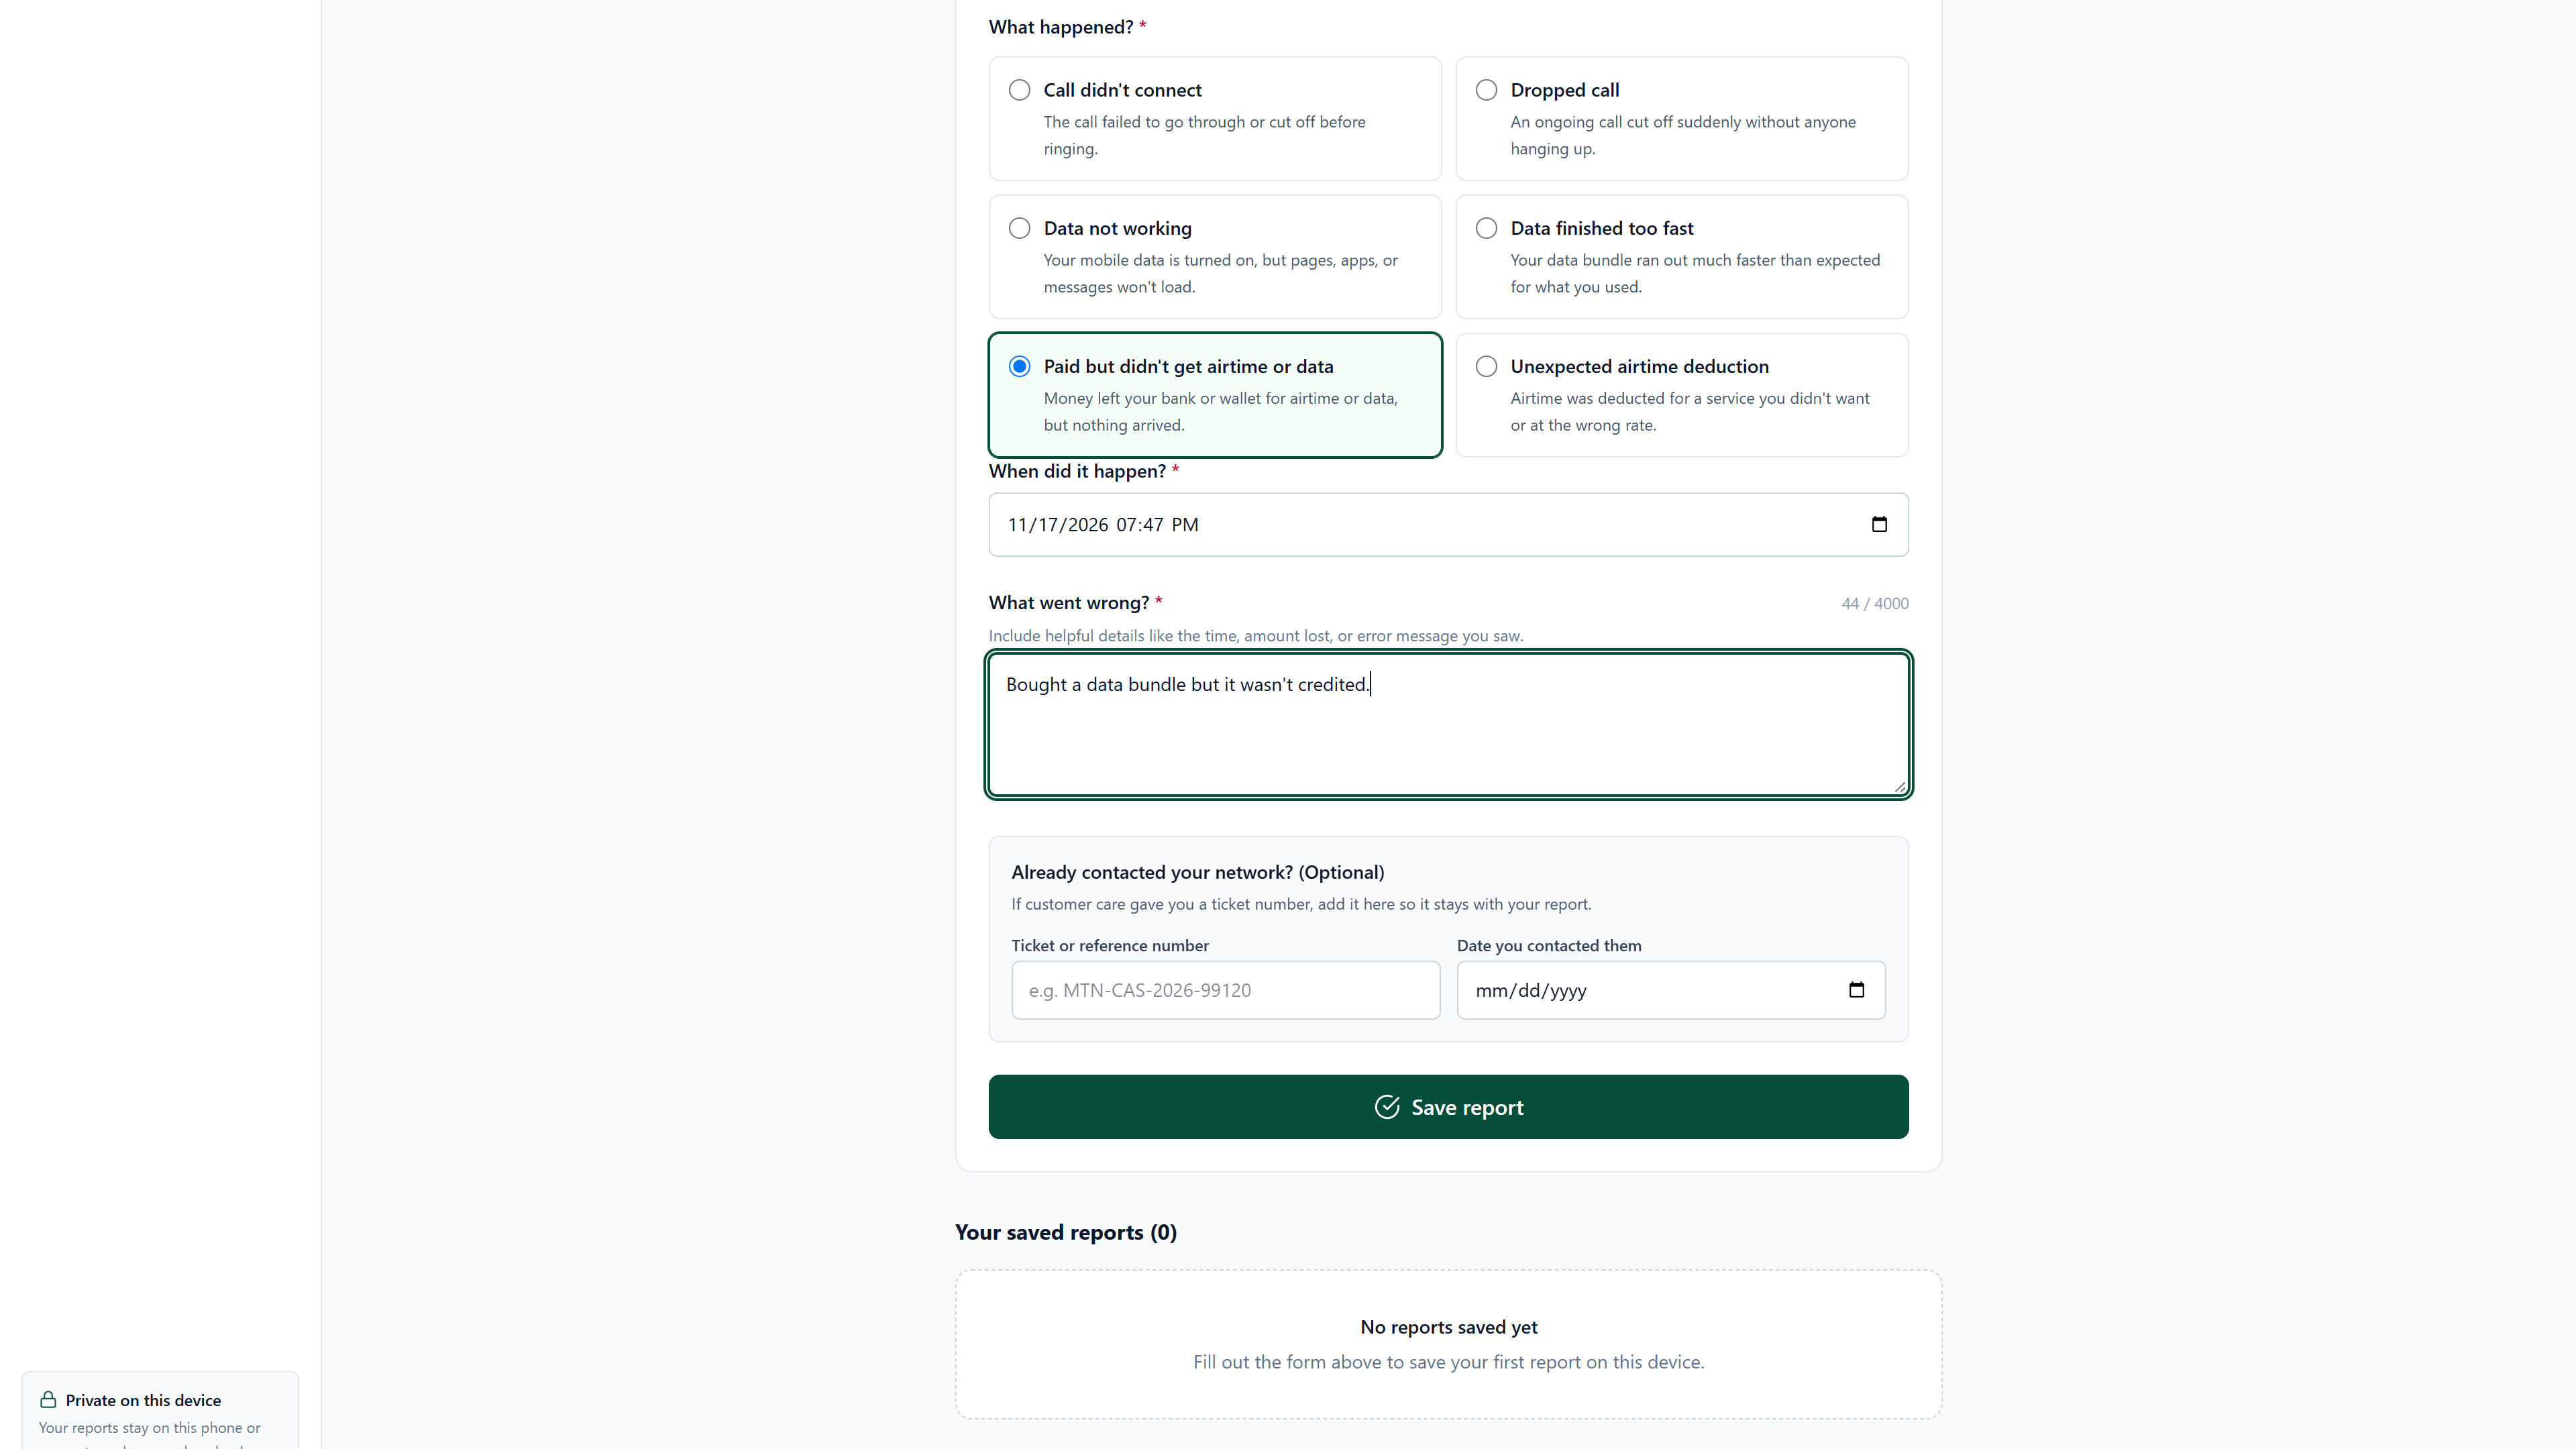 What happened? *
Call didn't connect
The call failed to go through or cut off before
ringing.
Dropped call
An ongoing call cut off suddenly without anyone
hanging up.
Data not working
Your mobile data is turned on, but pages, apps, or
messages won't load.
Data finished too fast
Your data bundle ran out much faster than expected
for what you used.
Paid but didn't get airtime or data
Money left your bank or wallet for airtime or data,
but nothing arrived.
Unexpected airtime deduction
Airtime was deducted for a service you didn't want
or at the wrong rate.
When did it happen? *
11/17/2026 07:47 PM
What went wrong? *
44 / 4000
Include helpful details like the time, amount lost, or error message you saw.
Bought a data bundle but it wasn't credited.
Already contacted your network? (Optional)
If customer care gave you a ticket number, add it here so it stays with your report.
Ticket or reference number
e.g. MTN-CAS-2026-99120
Date you contacted them
mm/dd/yyyy
Save report
Your saved reports (0)
No reports saved yet
Fill out the form above to save your first report on this device.
Private on this device
Your reports stay on this phone or